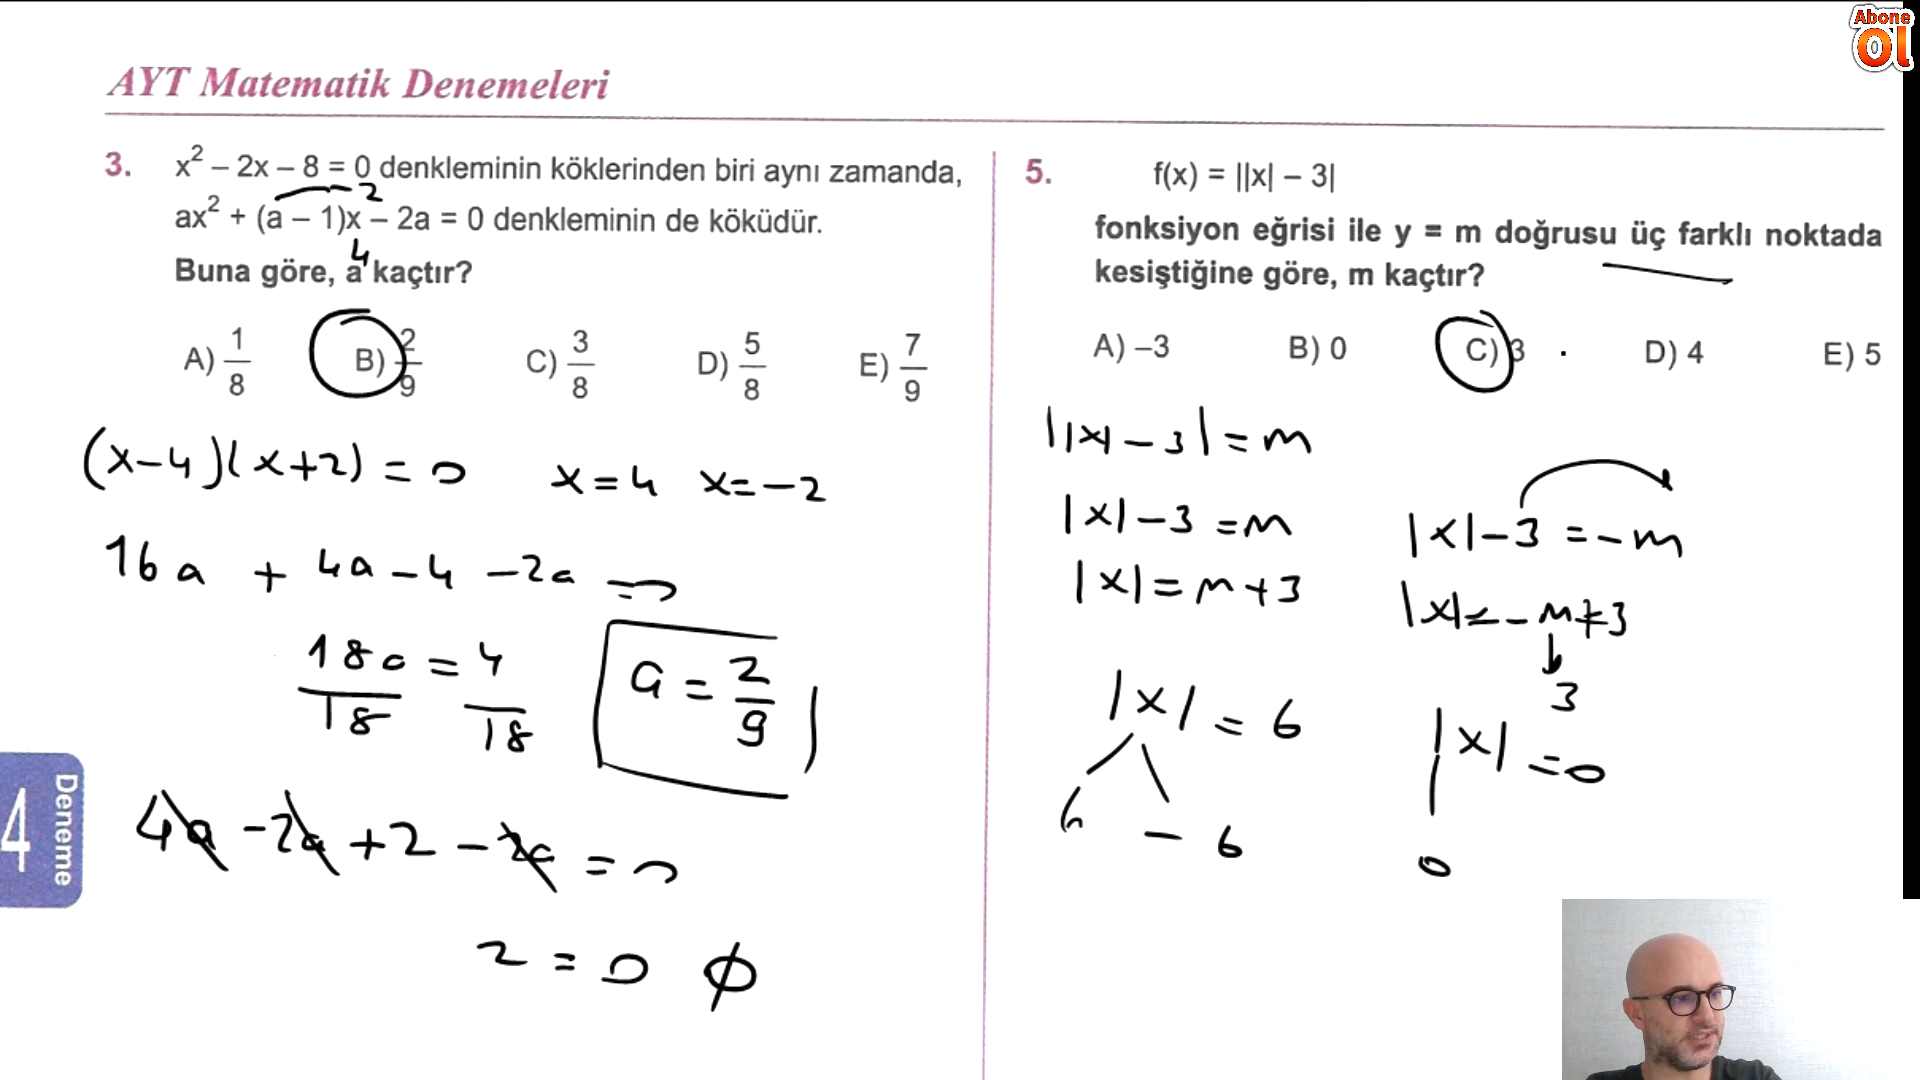 Abone
Ol
AYT Matematik Denemeleri
3. x² – 2x – 8 = 0 denkleminin köklerinden biri aynı zamanda,
-2
ax² + (a – 1)x – 2a = 0 denkleminin de köküdür.
4
Buna göre, a kaçtır?
A) 1/8 B) 2/9 C) 3/8 D) 5/8 E) 7/9
(x-4)(x+2) = 0 x=4 x=-2
16a + 4a - 4 - 2a = 0
18a = 4
18 18
a = 2/9
4a - 2a + 2 - 2a = 0
2 = 0 ∅
4 Deneme
5. f(x) = ||x| – 3|
fonksiyon eğrisi ile y = m doğrusu üç farklı noktada
kesiştiğine göre, m kaçtır?
A) –3 B) 0 C) 3 D) 4 E) 5
||x| - 3| = m
|x| - 3 = m
|x| = m + 3
|x| - 3 = -m
|x| = -m + 3
3
|x| = 6
6 -6
|x| = 0
0